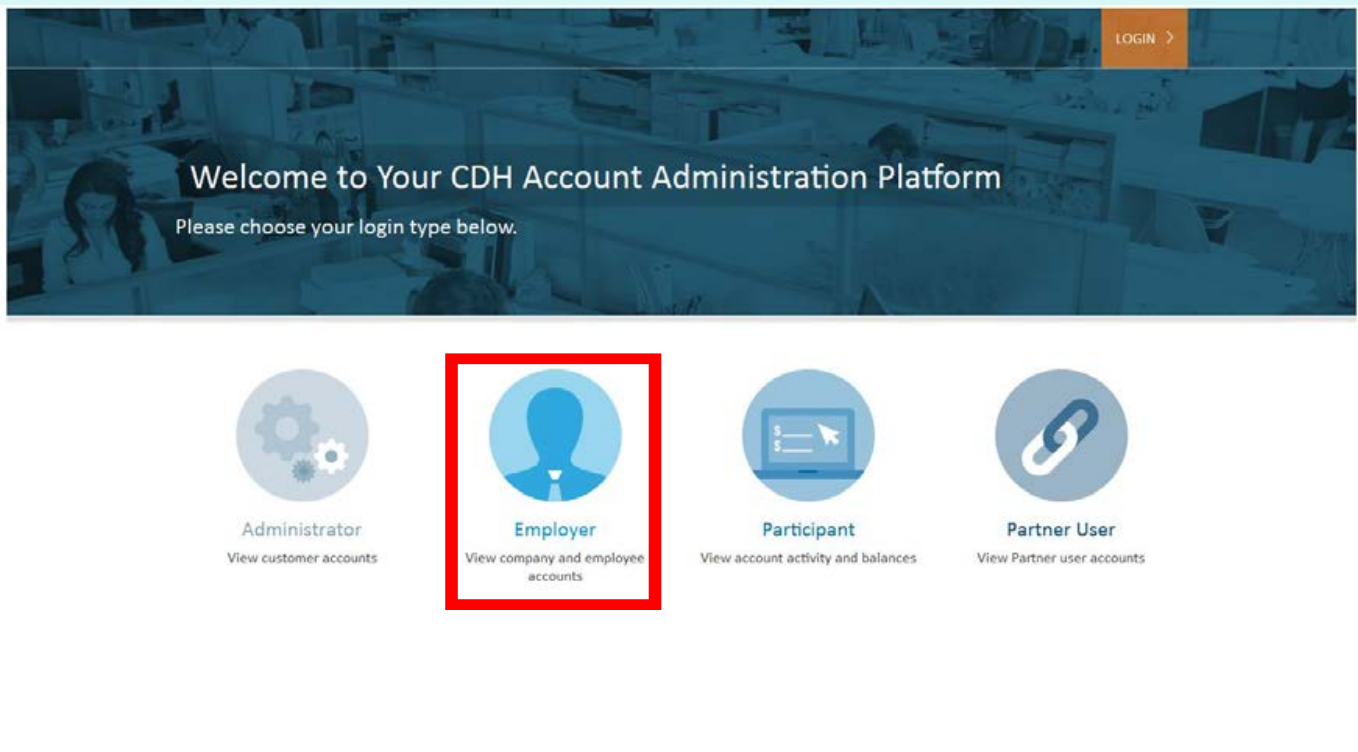 LOGIN >
Welcome to Your CDH Account Administration Platform
Please choose your login type below.
$
$
Administrator
View customer accounts
Employer
View company and employee
accounts
Participant
View account activity and balances
Partner User
View Partner user accounts